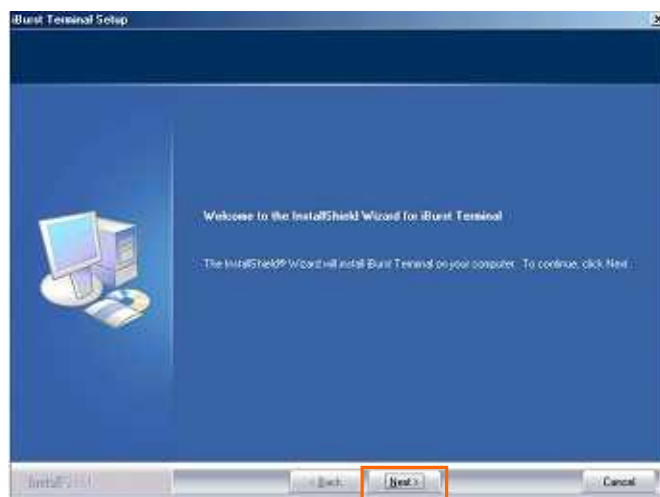 iBurst Terminal Setup
Welcome to the InstallShield Wizard for iBurst Terminal
The InstallShield® Wizard will install iBurst Terminal on your computer. To continue, click Next
InstallShield
< Back
Next >
Cancel